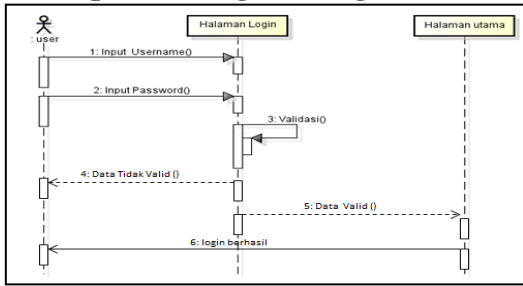 Halaman Login
Halaman utama
: user
1: Input Username()
2: Input Password()
3: Validasi()
4: Data Tidak Valid ()
5: Data Valid ()
6: login berhasil